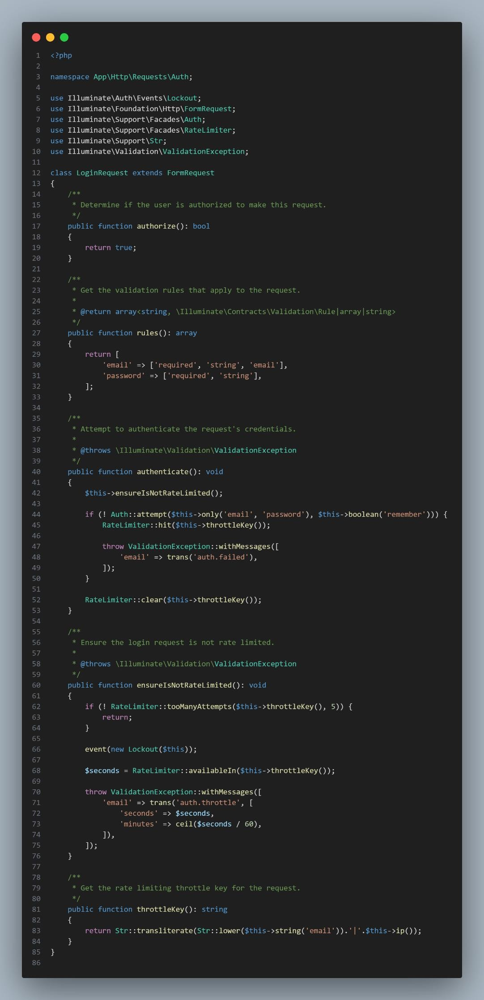 1 <?php
2
3 namespace App\Http\Requests\Auth;
4
5 use Illuminate\Auth\Events\Lockout;
6 use Illuminate\Foundation\Http\FormRequest;
7 use Illuminate\Support\Facades\Auth;
8 use Illuminate\Support\Facades\RateLimiter;
9 use Illuminate\Support\Str;
10 use Illuminate\Validation\ValidationException;
11
12 class LoginRequest extends FormRequest
13 {
14     /**
15      * Determine if the user is authorized to make this request.
16      */
17     public function authorize(): bool
18     {
19         return true;
20     }
21
22     /**
23      * Get the validation rules that apply to the request.
24      *
25      * @return array<string, \Illuminate\Contracts\Validation\Rule|array|string>
26      */
27     public function rules(): array
28     {
29         return [
30             'email' => ['required', 'string', 'email'],
31             'password' => ['required', 'string'],
32         ];
33     }
34
35     /**
36      * Attempt to authenticate the request's credentials.
37      *
38      * @throws \Illuminate\Validation\ValidationException
39      */
40     public function authenticate(): void
41     {
42         $this->ensureIsNotRateLimited();
43
44         if (! Auth::attempt($this->only('email', 'password'), $this->boolean('remember'))) {
45             RateLimiter::hit($this->throttleKey());
46
47             throw ValidationException::withMessages([
48                 'email' => trans('auth.failed'),
49             ]);
50         }
51
52         RateLimiter::clear($this->throttleKey());
53     }
54
55     /**
56      * Ensure the login request is not rate limited.
57      *
58      * @throws \Illuminate\Validation\ValidationException
59      */
60     public function ensureIsNotRateLimited(): void
61     {
62         if (! RateLimiter::tooManyAttempts($this->throttleKey(), 5)) {
63             return;
64         }
65
66         event(new Lockout($this));
67
68         $seconds = RateLimiter::availableIn($this->throttleKey());
69
70         throw ValidationException::withMessages([
71             'email' => trans('auth.throttle', [
72                 'seconds' => $seconds,
73                 'minutes' => ceil($seconds / 60),
74             ]),
75         ]);
76     }
77
78     /**
79      * Get the rate limiting throttle key for the request.
80      */
81     public function throttleKey(): string
82     {
83         return Str::transliterate(Str::lower($this->string('email')).'|'.$this->ip());
84     }
85 }
86